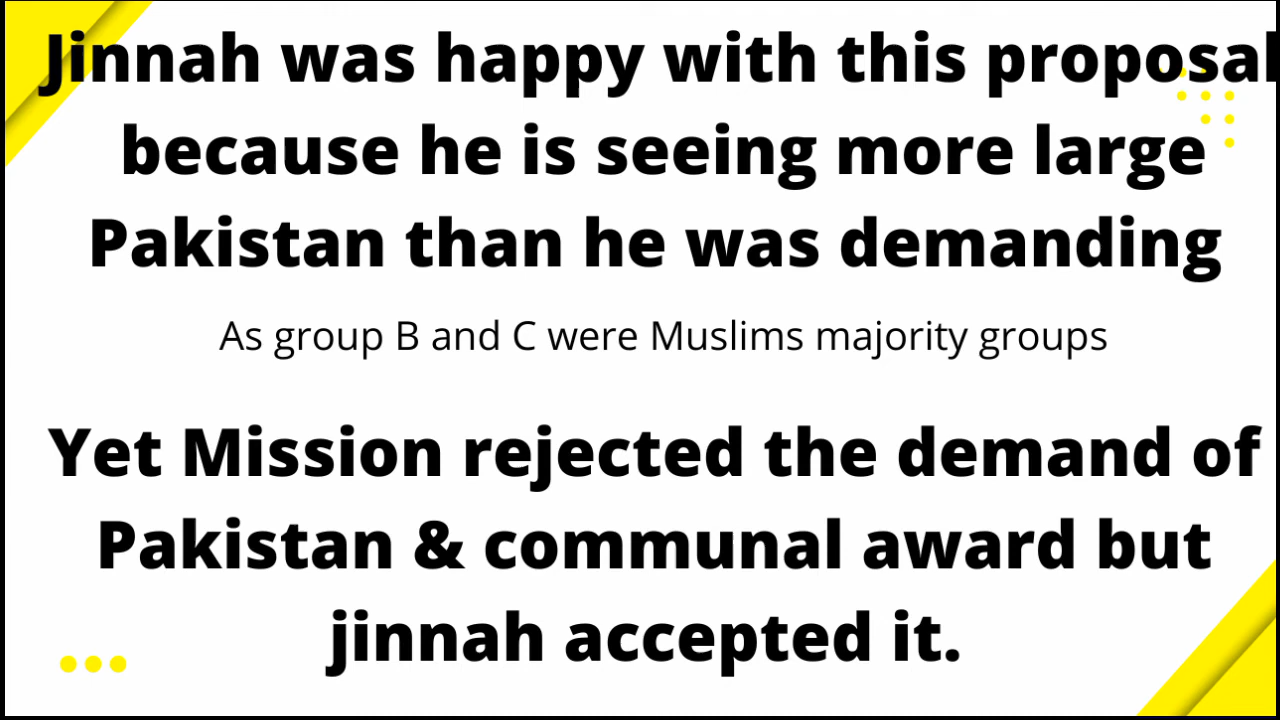 Jinnah was happy with this proposal
because he is seeing more large
Pakistan than he was demanding
As group B and C were Muslims majority groups
Yet Mission rejected the demand of
Pakistan & communal award but
jinnah accepted it.